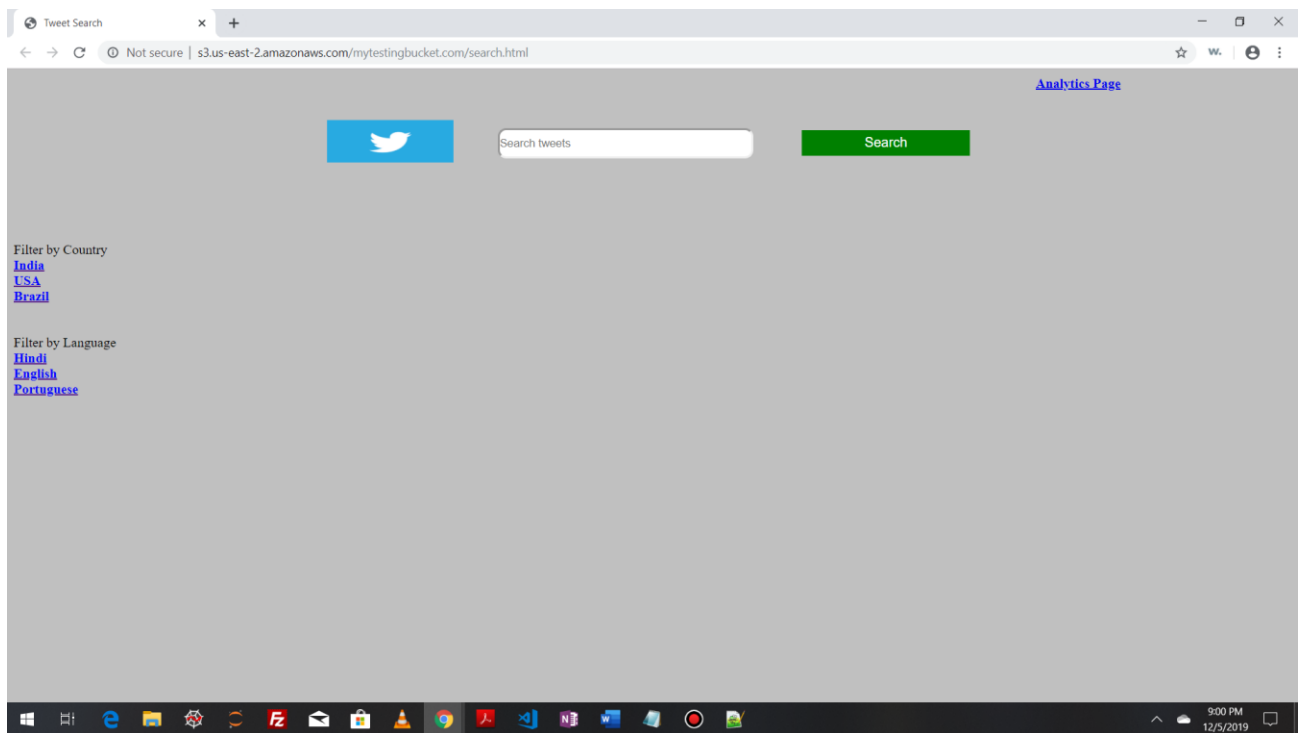 Tweet Search
Not secure | s3.us-east-2.amazonaws.com/mytestingbucket.com/search.html
w.
Analytics Page
Search tweets
Search
Filter by Country
India
USA
Brazil
Filter by Language
Hindi
English
Portuguese
9:00 PM
12/5/2019